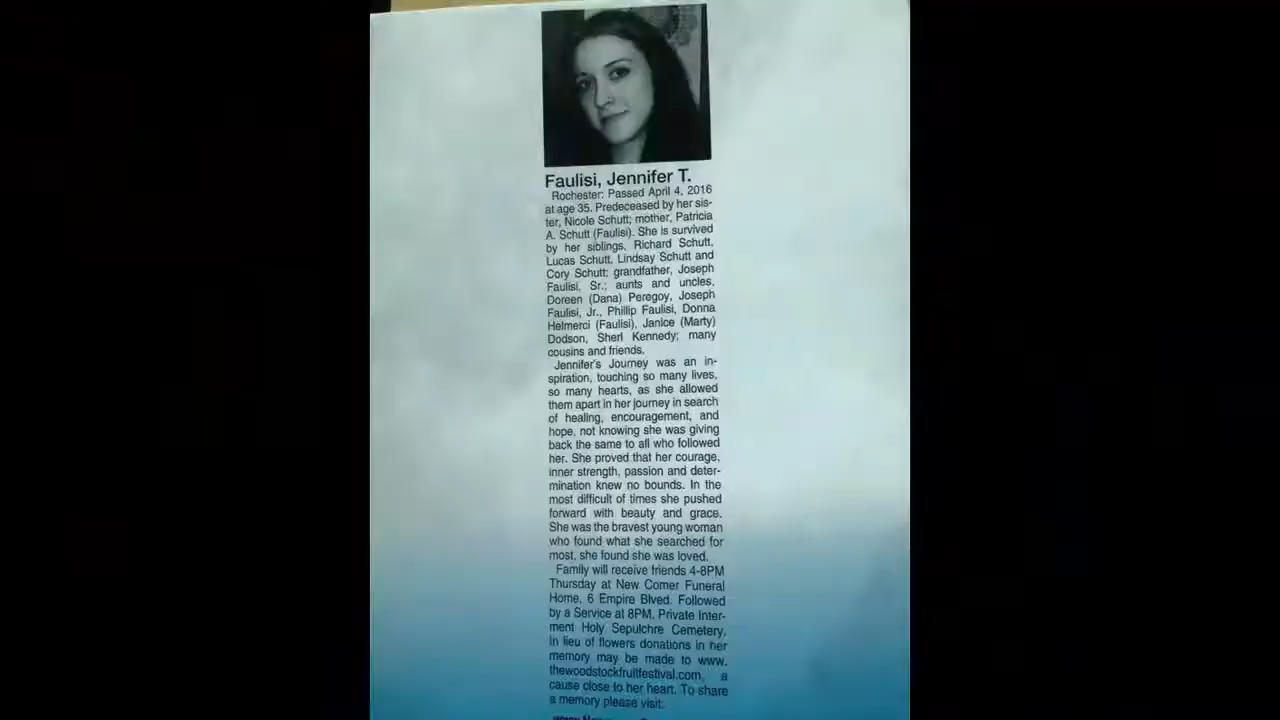 Faulisi, Jennifer T.
Rochester: Passed April 4, 2016
at age 35. Predeceased by her sis-
ter, Nicole Schutt; mother, Patricia
A. Schutt (Faulisi). She is survived
by her siblings, Richard Schutt,
Lucas Schutt, Lindsay Schutt and
Cory Schutt; grandfather, Joseph
Faulisi, Sr.; aunts and uncles,
Doreen (Dana) Peregoy, Joseph
Faulisi, Jr., Phillip Faulisi, Donna
Helmerci (Faulisi), Janice (Marty)
Dodson, Sherl Kennedy; many
cousins and friends.
Jennifer's Journey was an in-
spiration, touching so many lives,
so many hearts, as she allowed
them apart in her journey in search
of healing, encouragement, and
hope, not knowing she was giving
back the same to all who followed
her. She proved that her courage,
inner strength, passion and deter-
mination knew no bounds. In the
most difficult of times she pushed
forward with beauty and grace.
She was the bravest young woman
who found what she searched for
most, she found she was loved.
Family will receive friends 4-8PM
Thursday at New Comer Funeral
Home, 6 Empire Blved. Followed
by a Service at 8PM. Private Inter-
ment Holy Sepulchre Cemetery.
In lieu of flowers donations in her
memory may be made to www.
thewoodstockfruitfestival.com, a
cause close to her heart. To share
a memory please visit: